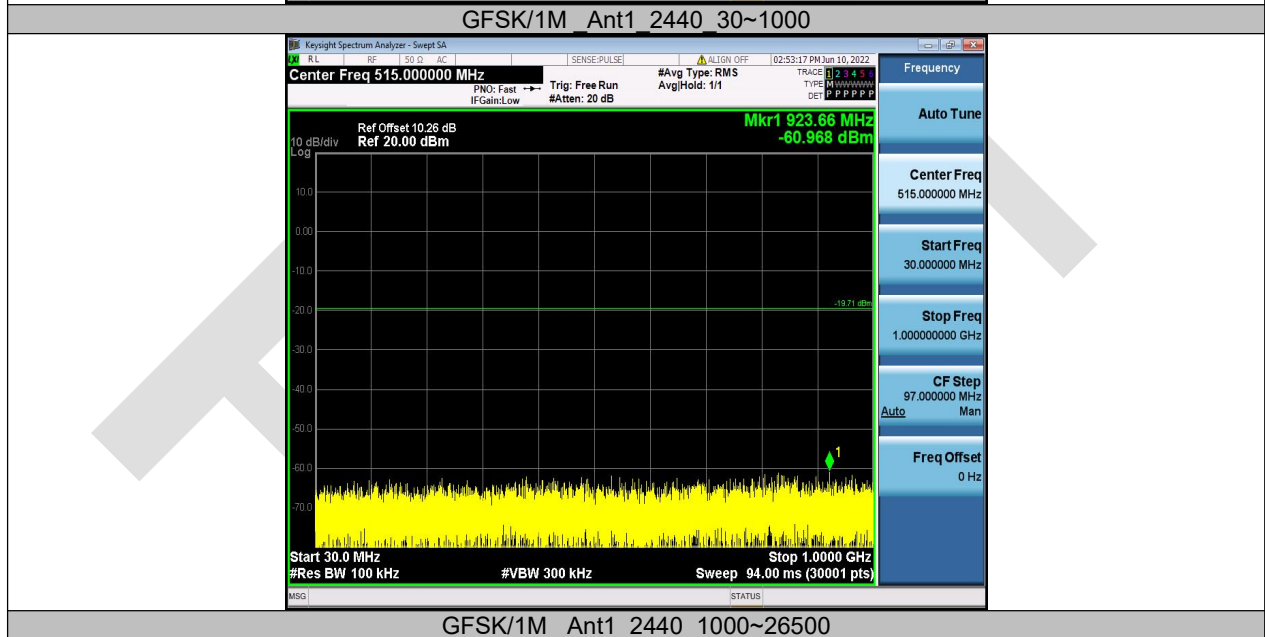 GFSK/1M_Ant1_2440_30~1000
Keysight Spectrum Analyzer - Swept SA
RL RF 50 Ω AC SENSE:PULSE ALIGN OFF 02:53:17 PM Jun 10, 2022
Center Freq 515.000000 MHz
PNO: Fast
IFGain:Low
Trig: Free Run
#Atten: 20 dB
#Avg Type: RMS
Avg|Hold: 1/1
TRACE 1 2 3 4 5 6
TYPE M WWWWW
DET P P P P P P
Frequency
Mkr1 923.66 MHz
-60.968 dBm
Ref Offset 10.26 dB
10 dB/div Ref 20.00 dBm
Log
10.0
0.00
-10.0
-20.0
-30.0
-40.0
-50.0
-60.0
-70.0
-19.71 dBm
1
Start 30.0 MHz Stop 1.0000 GHz
#Res BW 100 kHz #VBW 300 kHz Sweep 94.00 ms (30001 pts)
MSG STATUS
Auto Tune
Center Freq
515.000000 MHz
Start Freq
30.000000 MHz
Stop Freq
1.000000000 GHz
CF Step
97.000000 MHz
Auto Man
Freq Offset
0 Hz
GFSK/1M_Ant1_2440_1000~26500